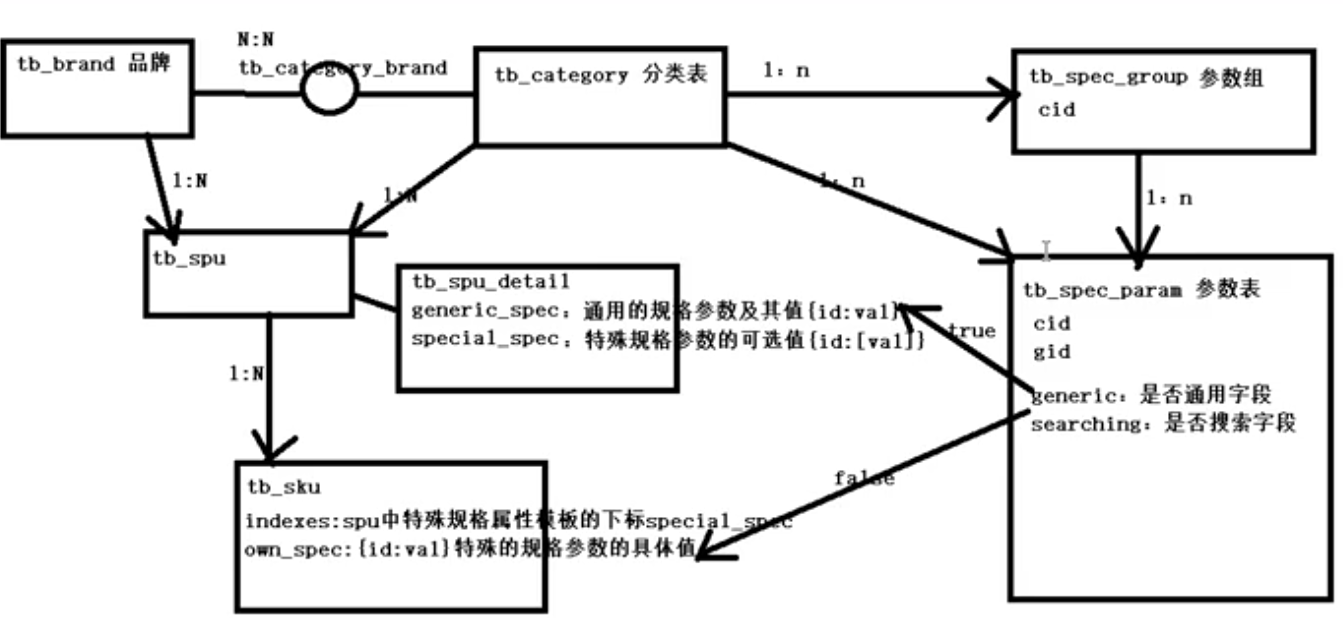 N:N
tb_category_brand
tb_brand 品牌
tb_category 分类表
1: n
tb_spec_group 参数组
cid
1:N
1:N
1: n
1: n
tb_spu
tb_spu_detail
generic_spec: 通用的规格参数及其值{id:val}
special_spec: 特殊规格参数的可选值{id:[val]}
true
tb_spec_param 参数表
cid
gid
generic: 是否通用字段
searching: 是否搜索字段
1:N
false
tb_sku
indexes:spu中特殊规格属性模板的下标special_spec
own_spec:{id:val}特殊的规格参数的具体值